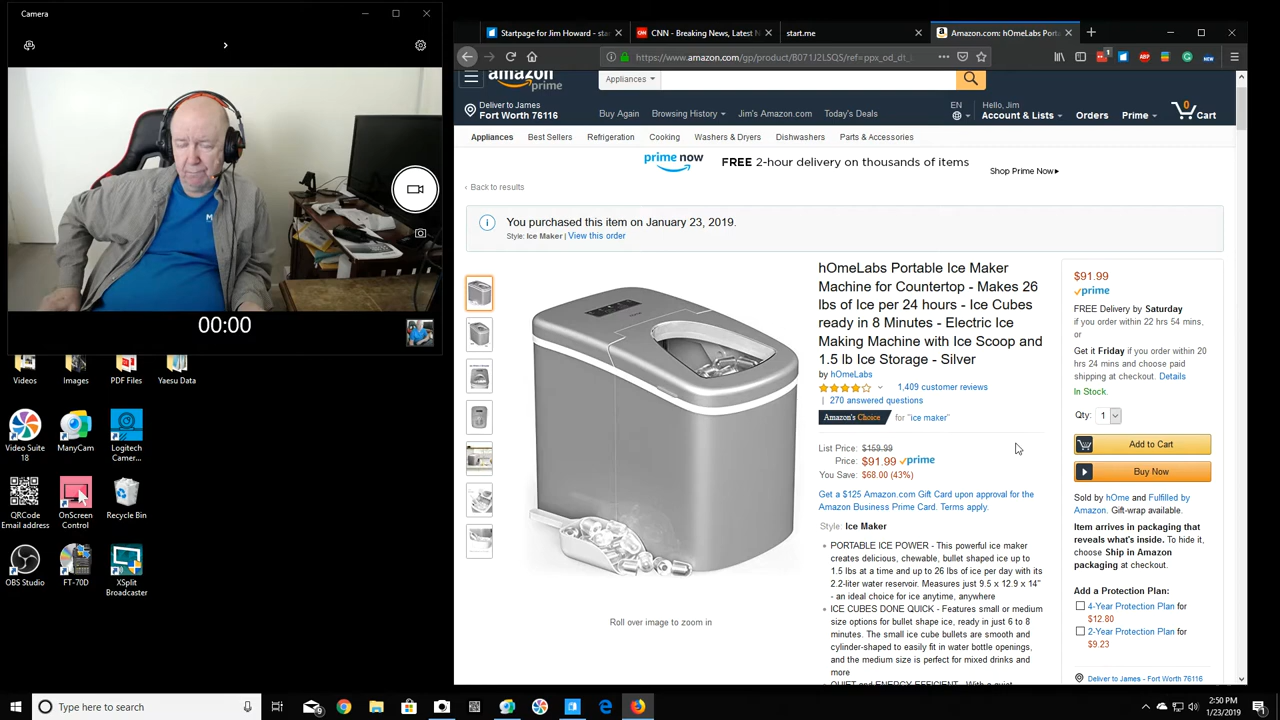 Camera
00:00
Videos
Images
PDF Files
Yaesu Data
Video Suite 18
ManyCam
Logitech Camer...
QRCode Email address
OnScreen Control
Recycle Bin
OBS Studio
FT-70D
XSplit Broadcaster
Startpage for Jim Howard - sta
CNN - Breaking News, Latest N
start.me
Amazon.com: hOmeLabs Port
https://www.amazon.com/gp/product/B071J2LSQS/ref=ppx_od_dt_
amazon
prime
Appliances
Deliver to James
Fort Worth 76116
Buy Again
Browsing History
Jim's Amazon.com
Today's Deals
EN
Hello, Jim
Account & Lists
Orders
Prime
0
Cart
Appliances
Best Sellers
Refrigeration
Cooking
Washers & Dryers
Dishwashers
Parts & Accessories
prime now
FREE 2-hour delivery on thousands of items
Shop Prime Now
‹ Back to results
You purchased this item on January 23, 2019.
Style: Ice Maker | View this order
hOmeLabs Portable Ice Maker
Machine for Countertop - Makes 26
lbs of Ice per 24 hours - Ice Cubes
ready in 8 Minutes - Electric Ice
Making Machine with Ice Scoop and
1.5 lb Ice Storage - Silver
by hOmeLabs
1,409 customer reviews
| 270 answered questions
Amazon's Choice for "ice maker"
List Price: $159.99
Price: $91.99 prime
You Save: $68.00 (43%)
Get a $125 Amazon.com Gift Card upon approval for the
Amazon Business Prime Card. Terms apply.
Style: Ice Maker
PORTABLE ICE POWER - This powerful ice maker
creates delicious, chewable, bullet shaped ice up to
1.5 lbs at a time and up to 26 lbs of ice per day with its
2.2-liter water reservoir. Measures just 9.5 x 12.9 x 14"
- an ideal choice for ice anytime, anywhere
ICE CUBES DONE QUICK - Features small or medium
size options for bullet shape ice, ready in just 6 to 8
minutes. The small ice cube bullets are smooth and
cylinder-shaped to easily fit in water bottle openings,
and the medium size is perfect for mixed drinks and
more
QUIET and ENERGY EFFICIENT - With a quiet
Roll over image to zoom in
$91.99
prime
FREE Delivery by Saturday
if you order within 22 hrs 54 mins,
or
Get it Friday if you order within 20
hrs 24 mins and choose paid
shipping at checkout. Details
In Stock.
Qty: 1
Add to Cart
Buy Now
Sold by hOme and Fulfilled by
Amazon. Gift-wrap available.
Item arrives in packaging that
reveals what's inside. To hide it,
choose Ship in Amazon
packaging at checkout.
Add a Protection Plan:
4-Year Protection Plan for
$12.80
2-Year Protection Plan for
$9.23
Deliver to James - Fort Worth 76116
Type here to search
2:50 PM
1/23/2019